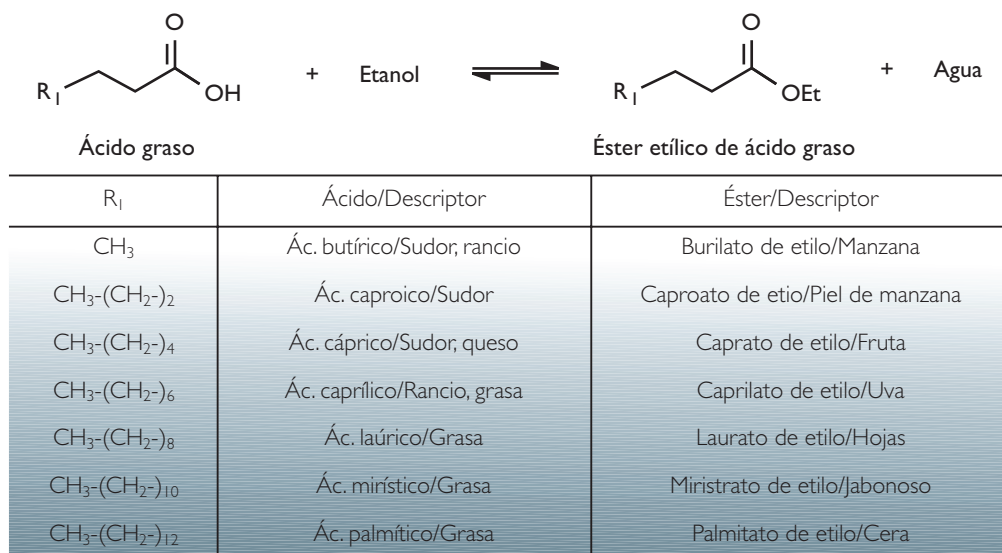 O
O
R₁ OH + Etanol ⇌ R₁ OEt + Agua
Ácido graso Éster etílico de ácido graso
R₁ Ácido/Descriptor Éster/Descriptor
CH₃ Ác. butírico/Sudor, rancio Burilato de etilo/Manzana
CH₃-(CH₂-)₂ Ác. caproico/Sudor Caproato de etio/Piel de manzana
CH₃-(CH₂-)₄ Ác. cáprico/Sudor, queso Caprato de etilo/Fruta
CH₃-(CH₂-)₆ Ác. caprílico/Rancio, grasa Caprilato de etilo/Uva
CH₃-(CH₂-)₈ Ác. laúrico/Grasa Laurato de etilo/Hojas
CH₃-(CH₂-)₁₀ Ác. mirístico/Grasa Miristrato de etilo/Jabonoso
CH₃-(CH₂-)₁₂ Ác. palmítico/Grasa Palmitato de etilo/Cera